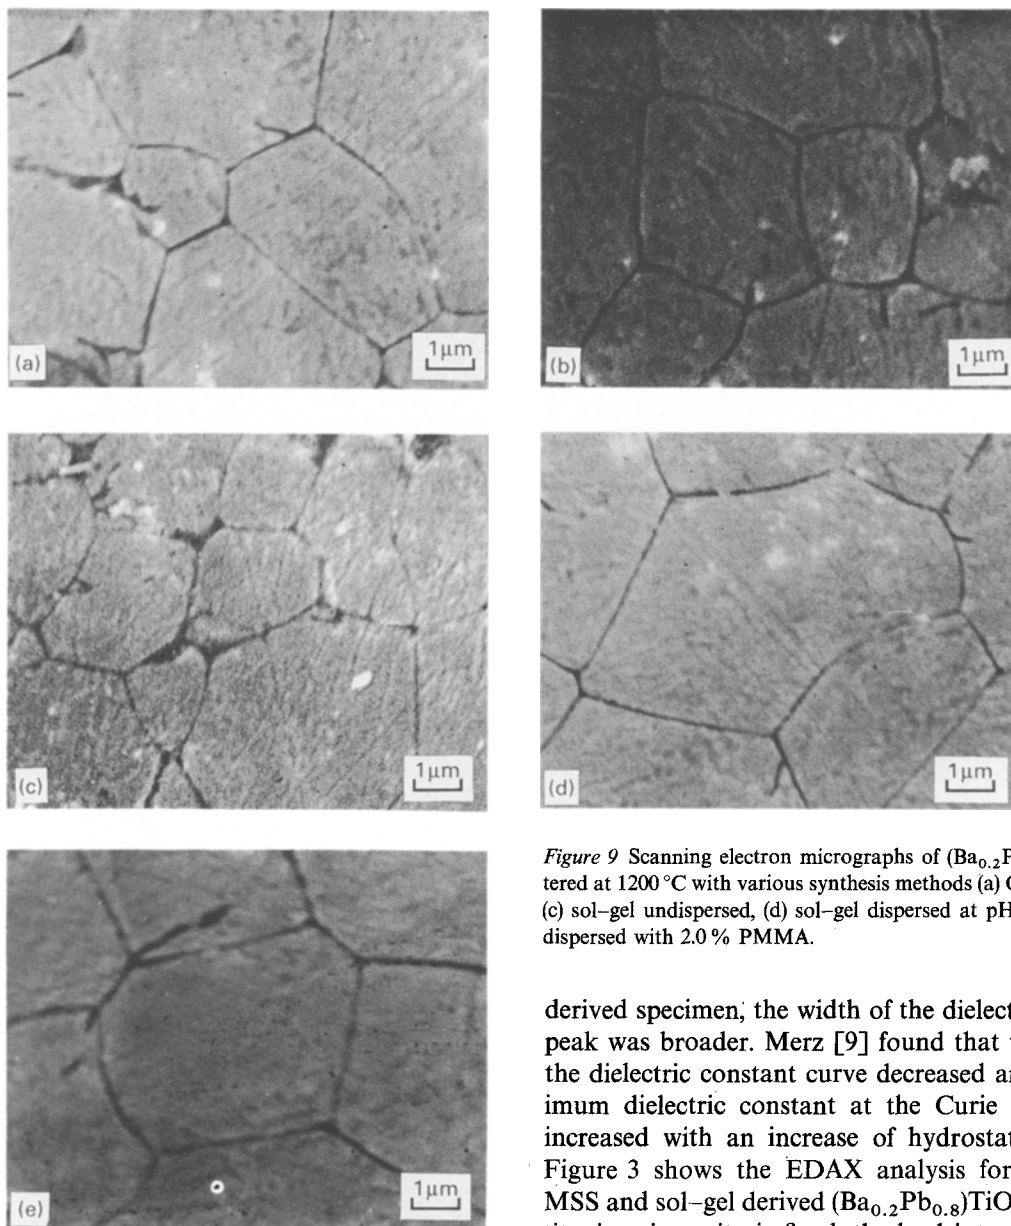 1μm
(a)
1μm
(b)
1μm
(c)
1μm
(d)
1μm
(e)
Figure 9 Scanning electron micrographs of (Ba0.2P
tered at 1200 °C with various synthesis methods (a)
(c) sol–gel undispersed, (d) sol–gel dispersed at pH
dispersed with 2.0 % PMMA.
derived specimen, the width of the dielect
peak was broader. Merz [9] found that
the dielectric constant curve decreased a
imum dielectric constant at the Curie
increased with an increase of hydrostat
Figure 3 shows the EDAX analysis for
MSS and sol–gel derived (Ba0.2Pb0.8)TiO